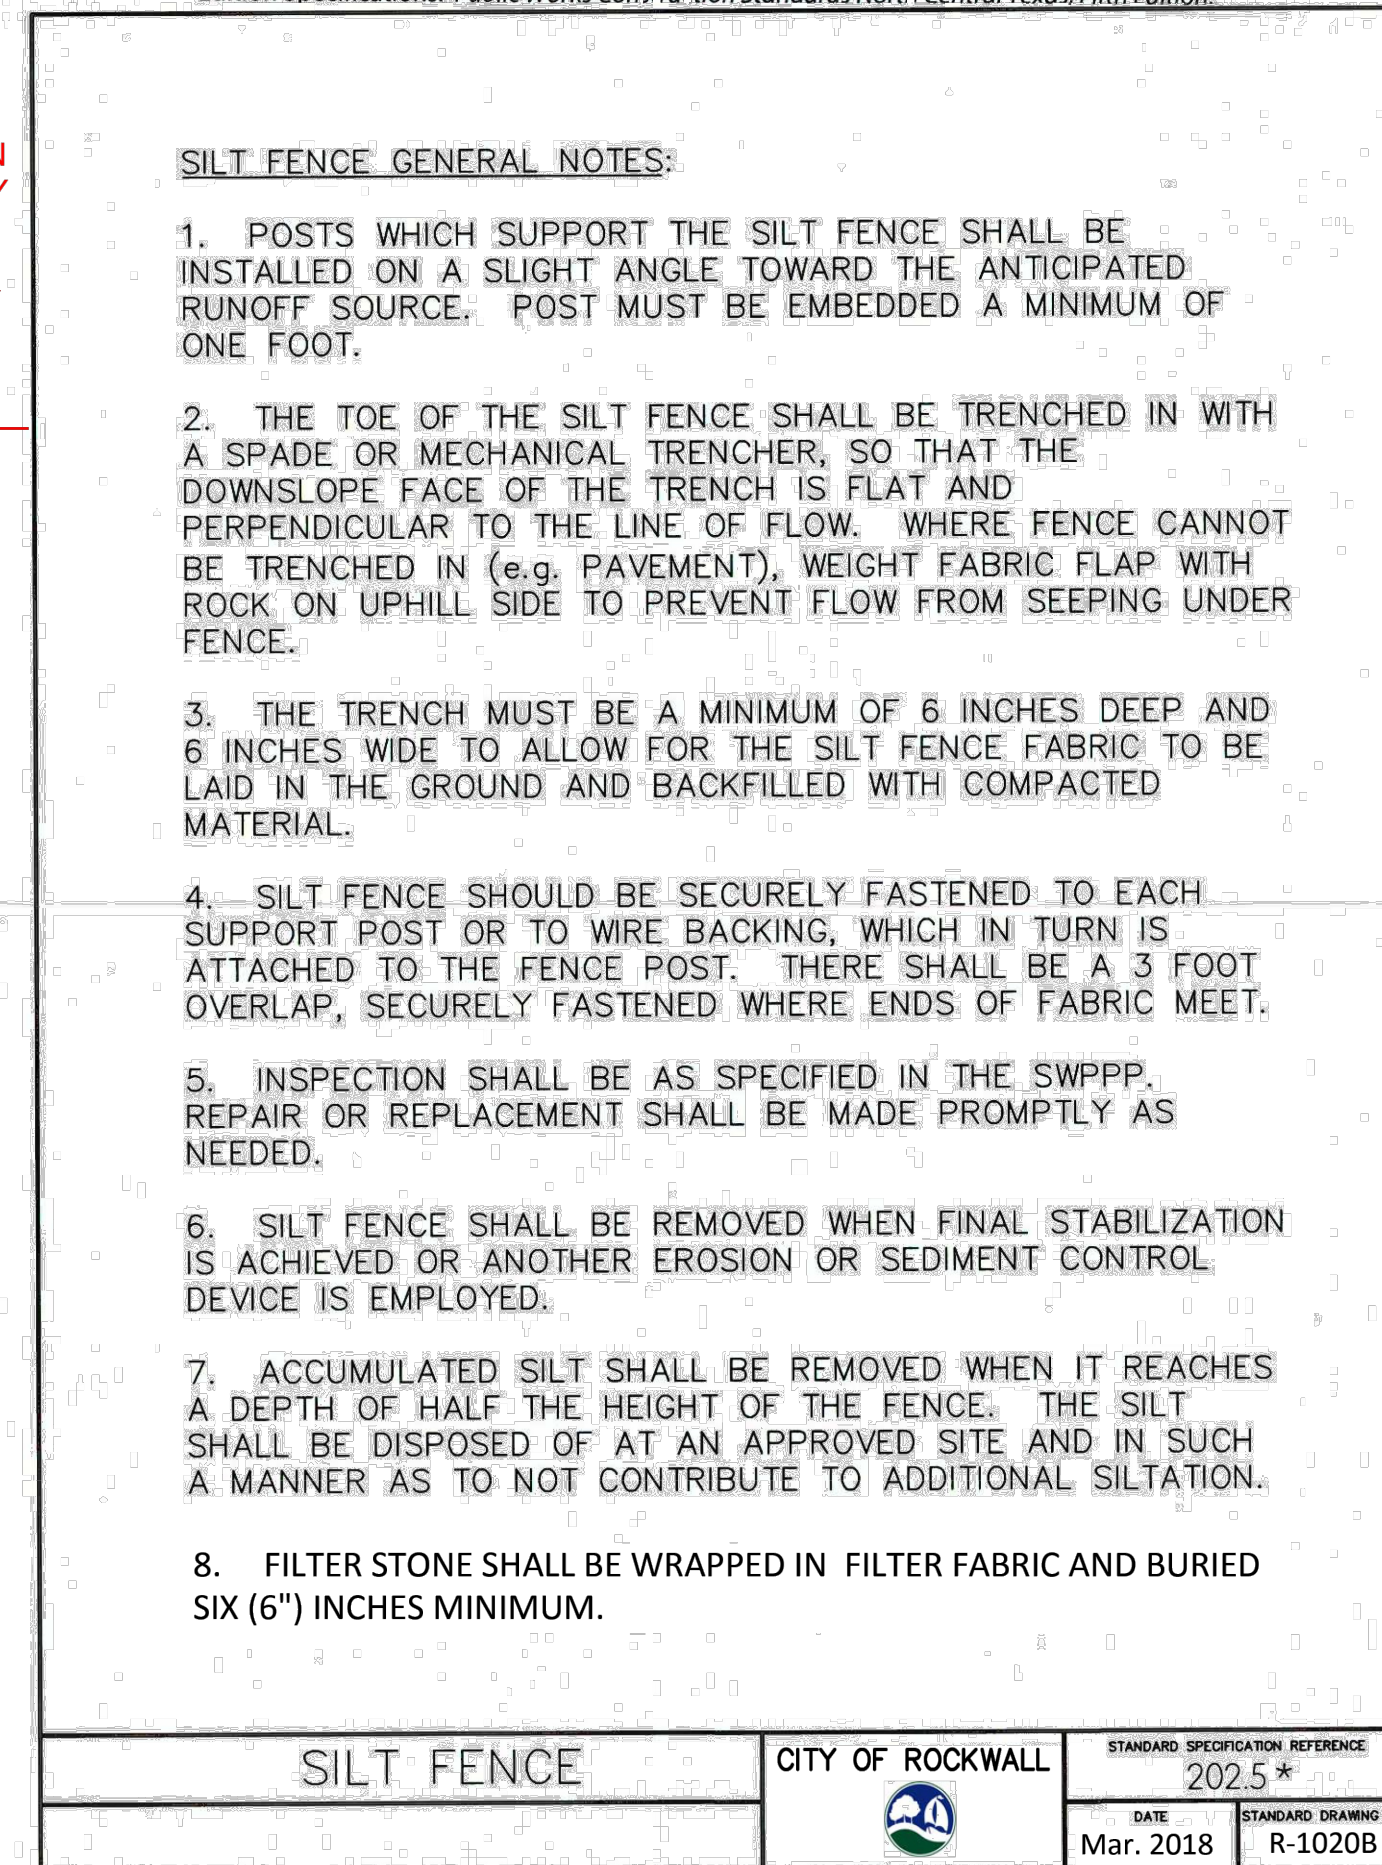 SILT FENCE GENERAL NOTES:
1. POSTS WHICH SUPPORT THE SILT FENCE SHALL BE
INSTALLED ON A SLIGHT ANGLE TOWARD THE ANTICIPATED
RUNOFF SOURCE. POST MUST BE EMBEDDED A MINIMUM OF
ONE FOOT.
2. THE TOE OF THE SILT FENCE SHALL BE TRENCHED IN WITH
A SPADE OR MECHANICAL TRENCHER, SO THAT THE
DOWNSLOPE FACE OF THE TRENCH IS FLAT AND
PERPENDICULAR TO THE LINE OF FLOW. WHERE FENCE CANNOT
BE TRENCHED IN (e.g. PAVEMENT), WEIGHT FABRIC FLAP WITH
ROCK ON UPHILL SIDE TO PREVENT FLOW FROM SEEPING UNDER
FENCE.
3. THE TRENCH MUST BE A MINIMUM OF 6 INCHES DEEP AND
6 INCHES WIDE TO ALLOW FOR THE SILT FENCE FABRIC TO BE
LAID IN THE GROUND AND BACKFILLED WITH COMPACTED
MATERIAL.
4. SILT FENCE SHOULD BE SECURELY FASTENED TO EACH
SUPPORT POST OR TO WIRE BACKING, WHICH IN TURN IS
ATTACHED TO THE FENCE POST. THERE SHALL BE A 3 FOOT
OVERLAP, SECURELY FASTENED WHERE ENDS OF FABRIC MEET.
5. INSPECTION SHALL BE AS SPECIFIED IN THE SWPPP.
REPAIR OR REPLACEMENT SHALL BE MADE PROMPTLY AS
NEEDED.
6. SILT FENCE SHALL BE REMOVED WHEN FINAL STABILIZATION
IS ACHIEVED OR ANOTHER EROSION OR SEDIMENT CONTROL
DEVICE IS EMPLOYED.
7. ACCUMULATED SILT SHALL BE REMOVED WHEN IT REACHES
A DEPTH OF HALF THE HEIGHT OF THE FENCE. THE SILT
SHALL BE DISPOSED OF AT AN APPROVED SITE AND IN SUCH
A MANNER AS TO NOT CONTRIBUTE TO ADDITIONAL SILTATION.
8. FILTER STONE SHALL BE WRAPPED IN FILTER FABRIC AND BURIED
SIX (6") INCHES MINIMUM.
SILT FENCE
CITY OF ROCKWALL
STANDARD SPECIFICATION REFERENCE
202.5 *
DATE
Mar. 2018
STANDARD DRAWING
R-1020B